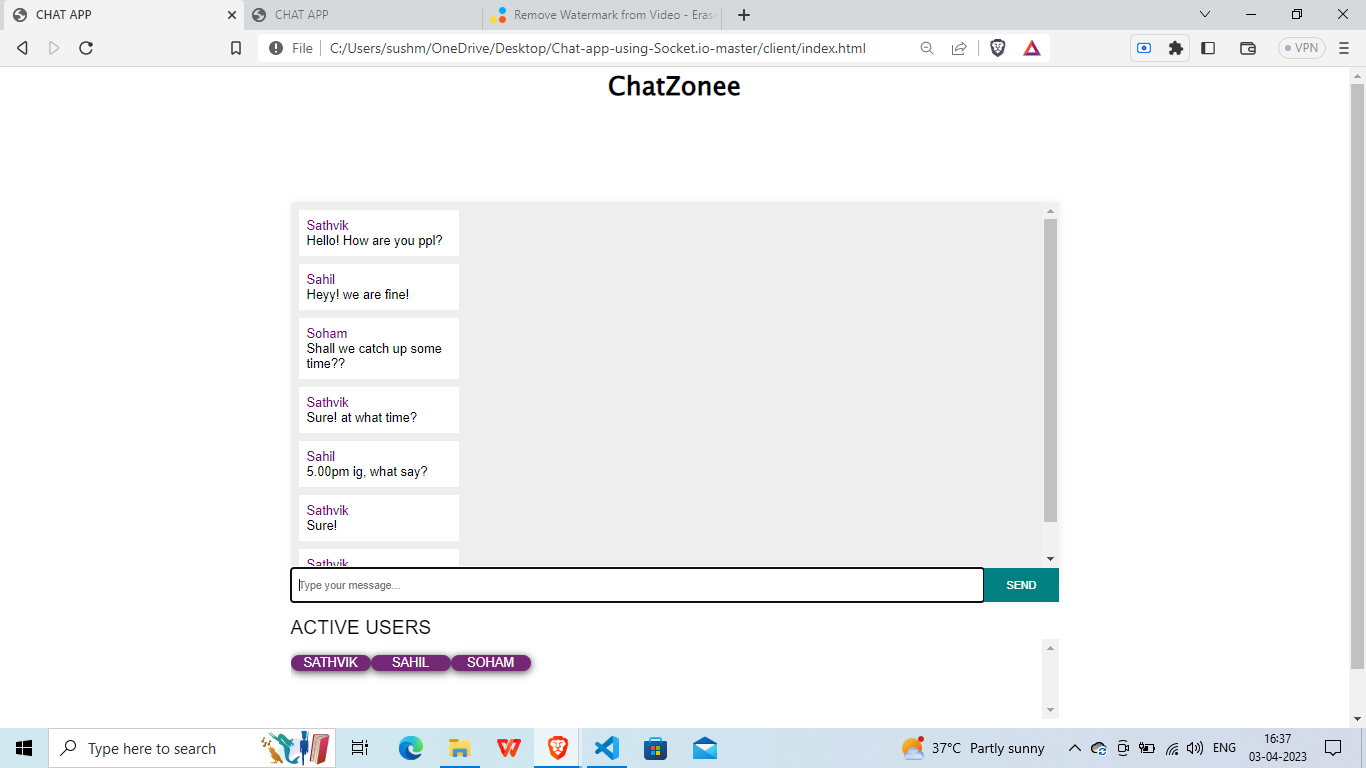 CHAT APP
CHAT APP
Remove Watermark from Video - Eras
File
C:/Users/sushm/OneDrive/Desktop/Chat-app-using-Socket.io-master/client/index.html
VPN
ChatZonee
Sathvik
Hello! How are you ppl?
Sahil
Heyy! we are fine!
Soham
Shall we catch up some
time??
Sathvik
Sure! at what time?
Sahil
5.00pm ig, what say?
Sathvik
Sure!
Sathvik
Type your message...
SEND
ACTIVE USERS
SATHVIK
SAHIL
SOHAM
Type here to search
37°C Partly sunny
ENG
16:37
03-04-2023